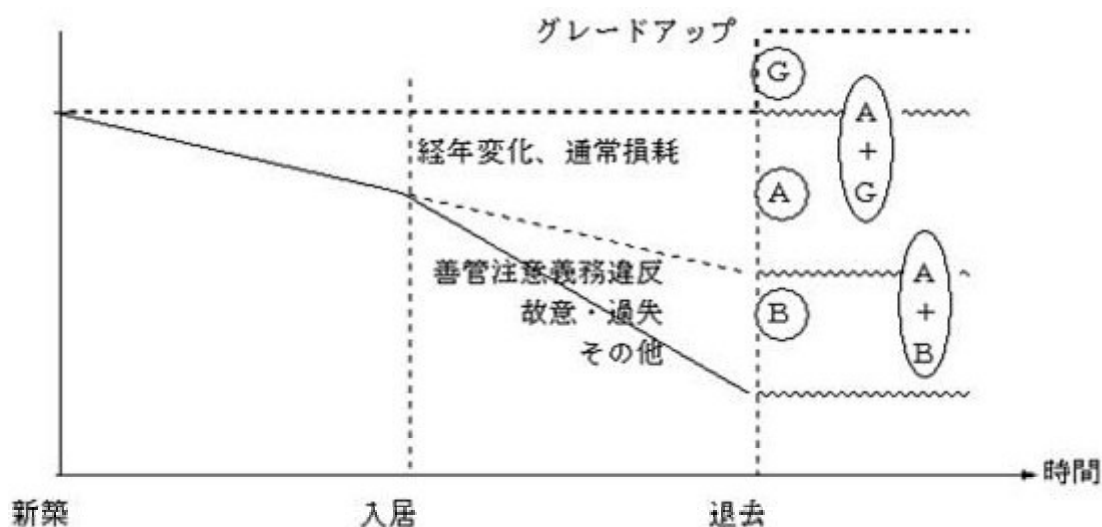 グレードアップ
G
A
+
G
経年変化、通常損耗
A
善管注意義務違反
故意・過失
その他
B
A
+
B
時間
新築
入居
退去